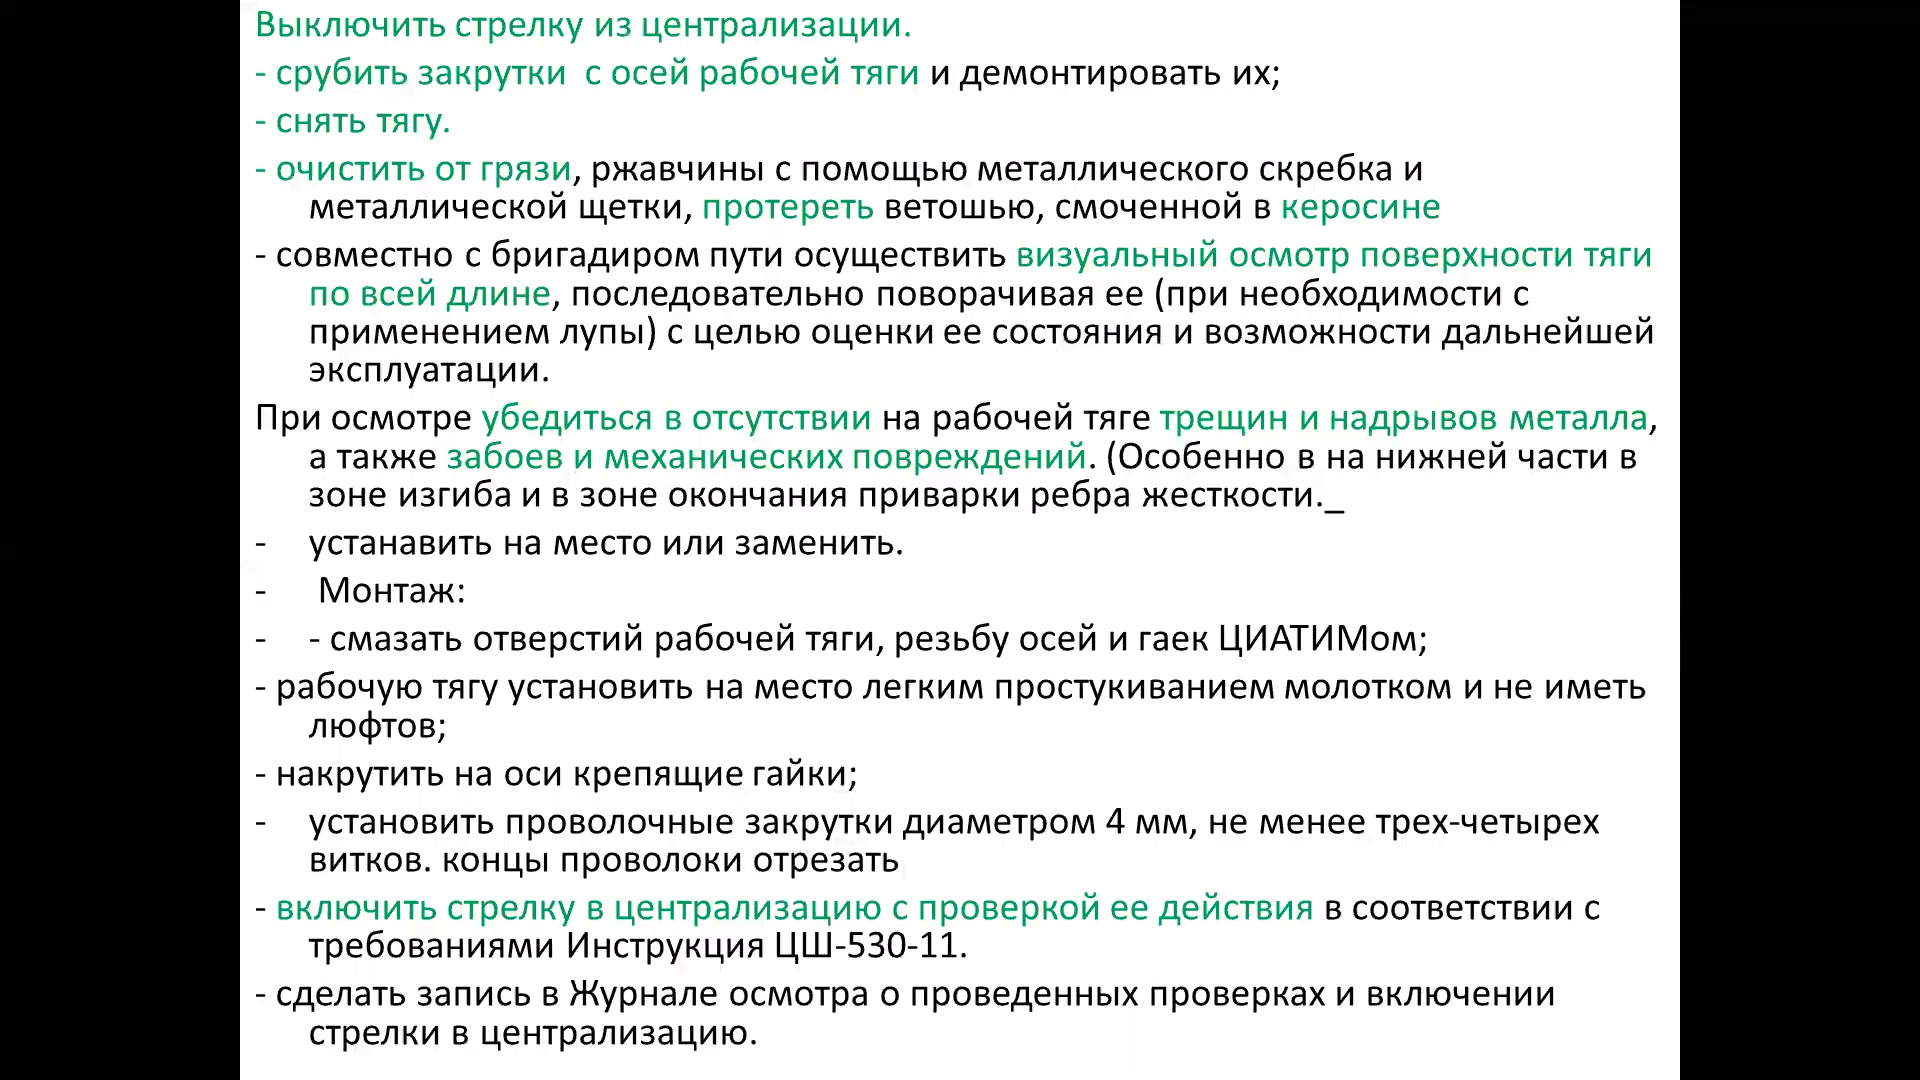 Выключить стрелку из централизации.
- срубить закрутки  с осей рабочей тяги и демонтировать их;
- снять тягу.
- очистить от грязи, ржавчины с помощью металлического скребка и
металлической щетки, протереть ветошью, смоченной в керосине
- совместно с бригадиром пути осуществить визуальный осмотр поверхности тяги
по всей длине, последовательно поворачивая ее (при необходимости с
применением лупы) с целью оценки ее состояния и возможности дальнейшей
эксплуатации.
При осмотре убедиться в отсутствии на рабочей тяге трещин и надрывов металла,
а также забоев и механических повреждений. (Особенно в на нижней части в
зоне изгиба и в зоне окончания приварки ребра жесткости._
- устанавить на место или заменить.
- Монтаж:
- - смазать отверстий рабочей тяги, резьбу осей и гаек ЦИАТИМом;
- рабочую тягу установить на место легким простукиванием молотком и не иметь
люфтов;
- накрутить на оси крепящие гайки;
- установить проволочные закрутки диаметром 4 мм, не менее трех-четырех
витков. концы проволоки отрезать
- включить стрелку в централизацию с проверкой ее действия в соответствии с
требованиями Инструкция ЦШ-530-11.
- сделать запись в Журнале осмотра о проведенных проверках и включении
стрелки в централизацию.